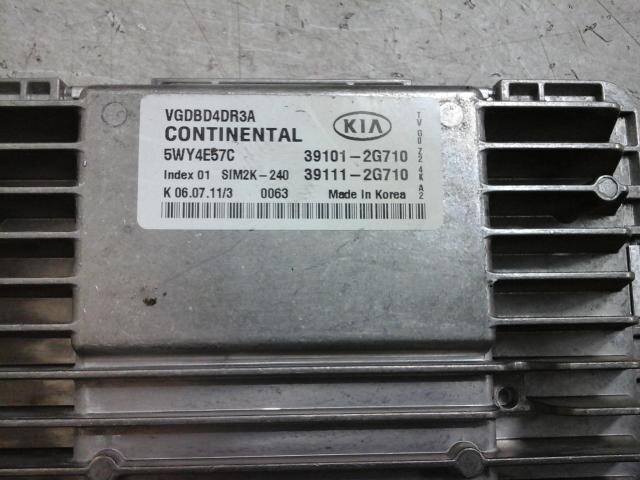 VGDBD4DR3A
CONTINENTAL
KIA
5WY4E57C 39101-2G710
Index 01 SIM2K-240 39111-2G710
K 06.07.11/3 0063 Made in Korea